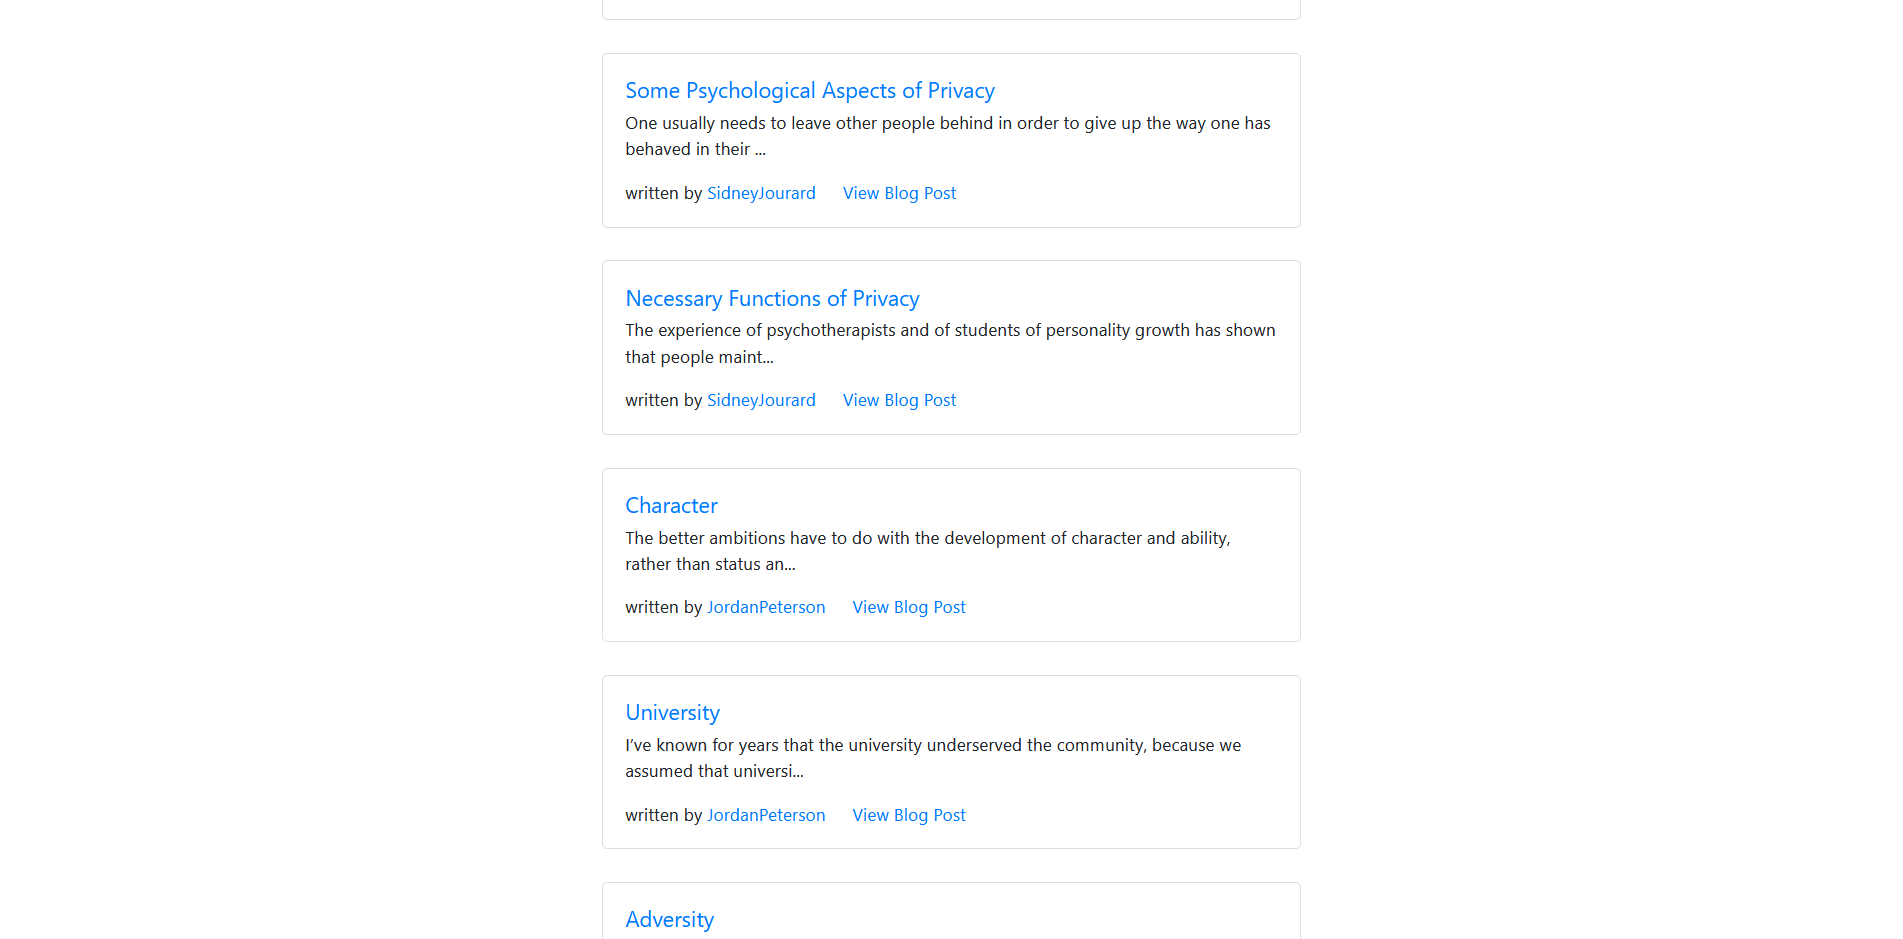 Some Psychological Aspects of Privacy
One usually needs to leave other people behind in order to give up the way one has
behaved in their ...
written by SidneyJourard View Blog Post
Necessary Functions of Privacy
The experience of psychotherapists and of students of personality growth has shown
that people maint...
written by SidneyJourard View Blog Post
Character
The better ambitions have to do with the development of character and ability,
rather than status an...
written by JordanPeterson View Blog Post
University
I’ve known for years that the university underserved the community, because we
assumed that universi...
written by JordanPeterson View Blog Post
Adversity